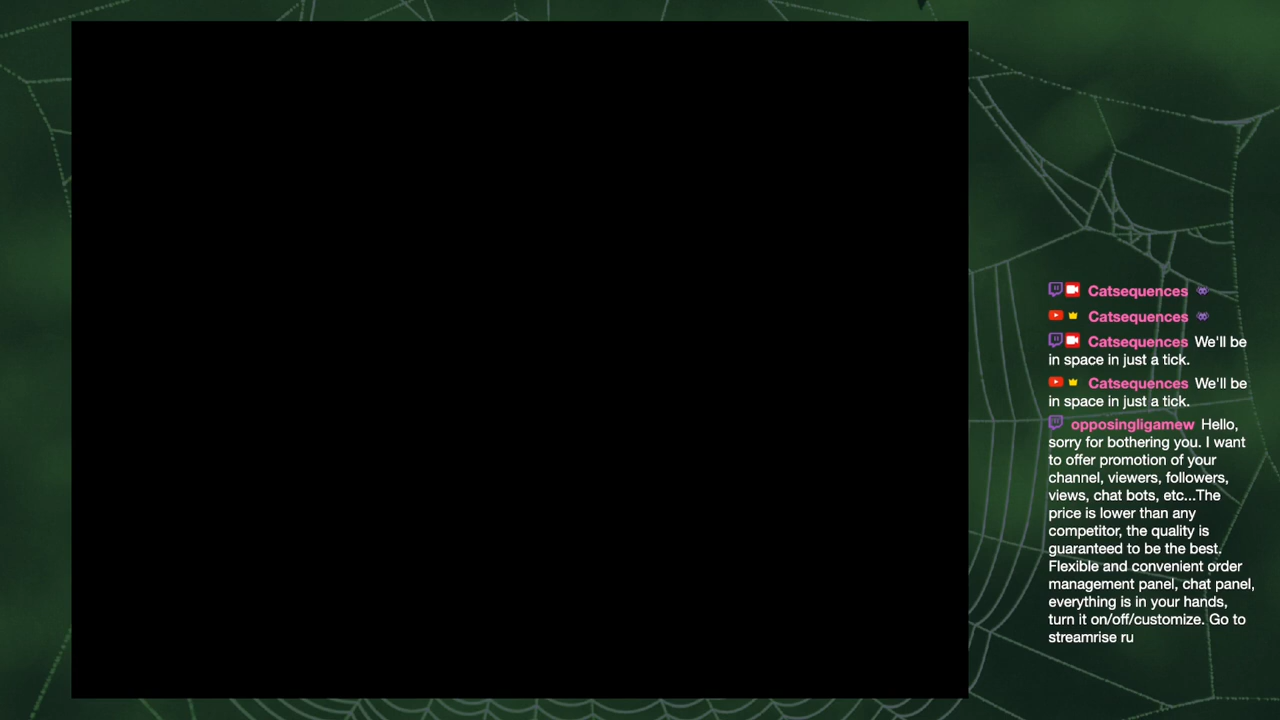 Catsequences
Catsequences
Catsequences We'll be
in space in just a tick.
Catsequences We'll be
in space in just a tick.
opposingligamew Hello,
sorry for bothering you. I want
to offer promotion of your
channel, viewers, followers,
views, chat bots, etc...The
price is lower than any
competitor, the quality is
guaranteed to be the best.
Flexible and convenient order
management panel, chat panel,
everything is in your hands,
turn it on/off/customize. Go to
streamrise ru